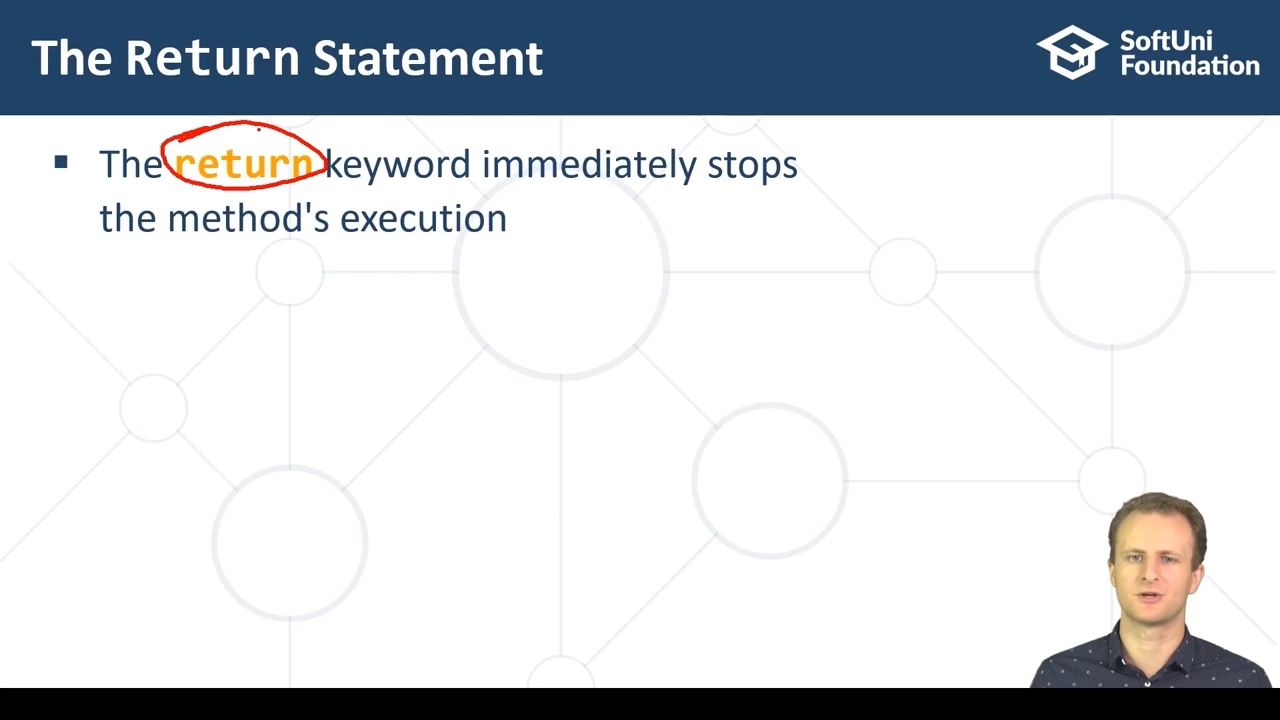 The Return Statement
SoftUni
Foundation
The return keyword immediately stops
the method's execution